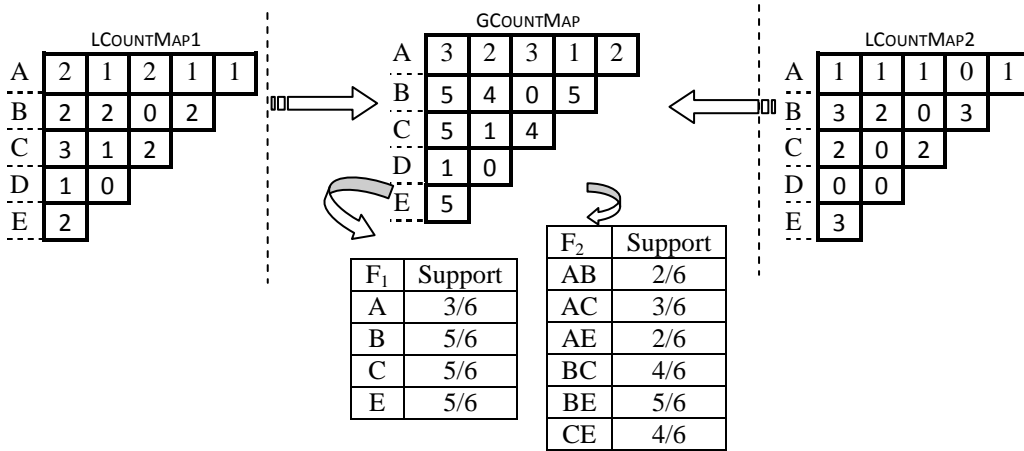 LCOUNTMAP1
A 2 1 2 1 1
B 2 2 0 2
C 3 1 2
D 1 0
E 2
GCOUNTMAP
A 3 2 3 1 2
B 5 4 0 5
C 5 1 4
D 1 0
E 5
LCOUNTMAP2
A 1 1 1 0 1
B 3 2 0 3
C 2 0 2
D 0 0
E 3
F1 Support
A 3/6
B 5/6
C 5/6
E 5/6
F2 Support
AB 2/6
AC 3/6
AE 2/6
BC 4/6
BE 5/6
CE 4/6